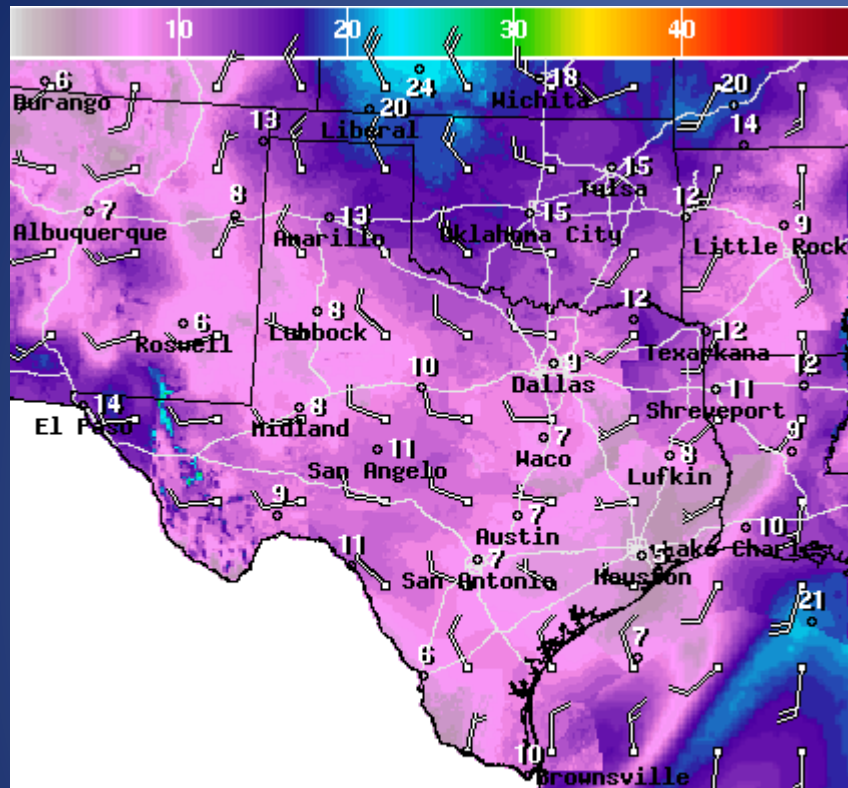 10 20 30 40
6 24 18 20
Durango Wichita
20
Liberal
13 14
15
Tulsa
7 8 13 15 12 9
Albuquerque Amarillo Oklahoma City Little Rock
6 8 12 12
Roswell Lubbock Texarkana
9
10 Dallas 11 12
14 8 Shreveport
El Paso Midland
11 7 8 9
San Angelo Waco Lufkin
9 7 10
Austin
11 7 5 Lake Charles
San Antonio Houston
21
6 7
10
Brownsville